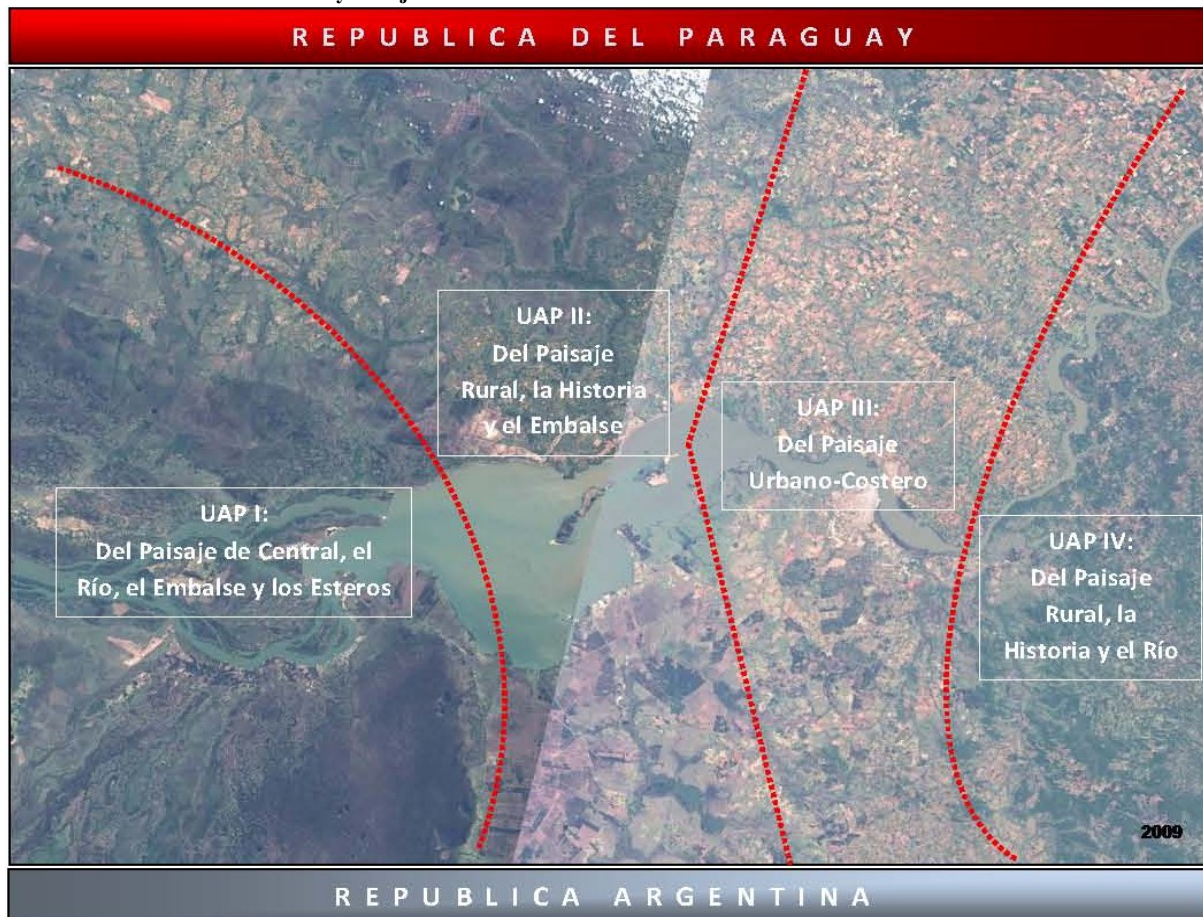 REPUBLICA DEL PARAGUAY
UAP II:
Del Paisaje
Rural, la Historia
y el Embalse
UAP III:
Del Paisaje
Urbano-Costero
UAP I:
Del Paisaje de Central, el
Río, el Embalse y los Esteros
UAP IV:
Del Paisaje
Rural, la
Historia y el Río
2009
REPUBLICA ARGENTINA